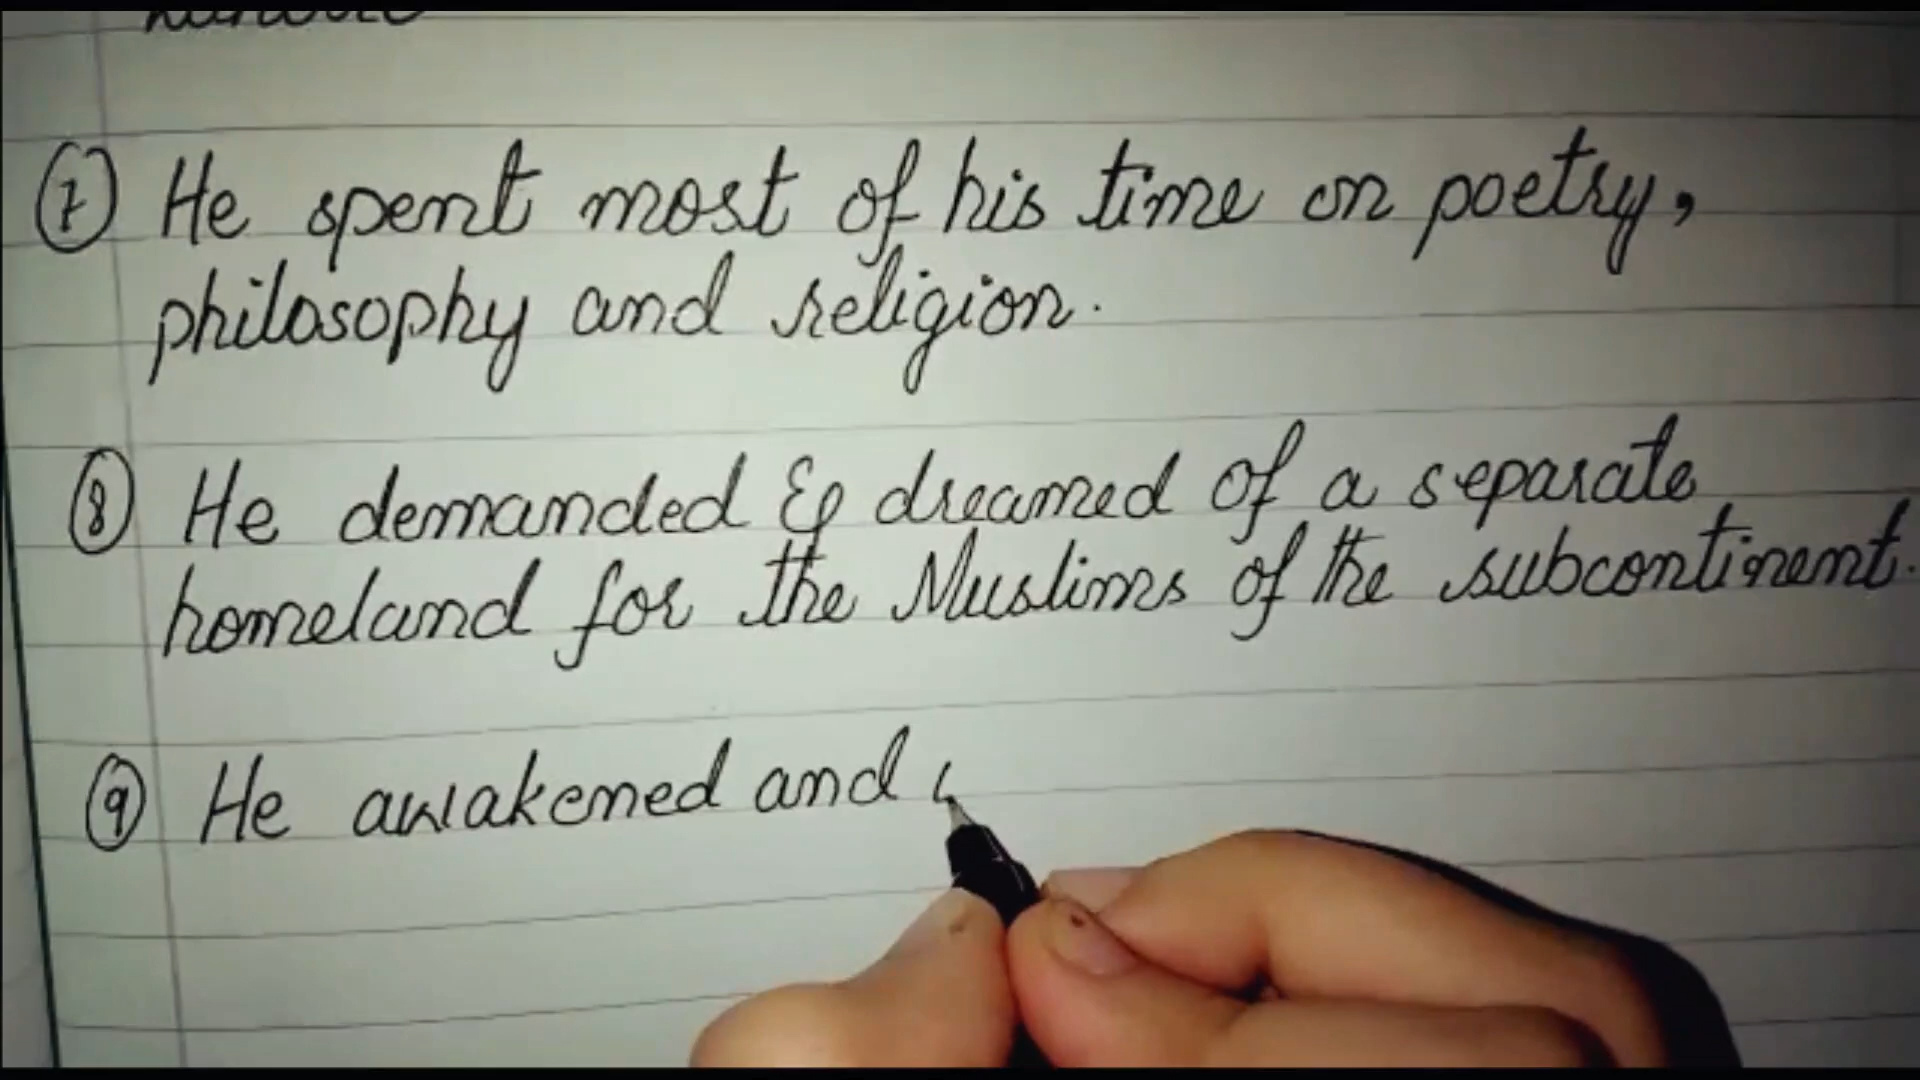 ⑦ He spent most of his time on poetry,
philosophy and religion.
⑧ He demanded & dreamed of a separate
homeland for the Muslims of the subcontinent.
⑨ He awakened and